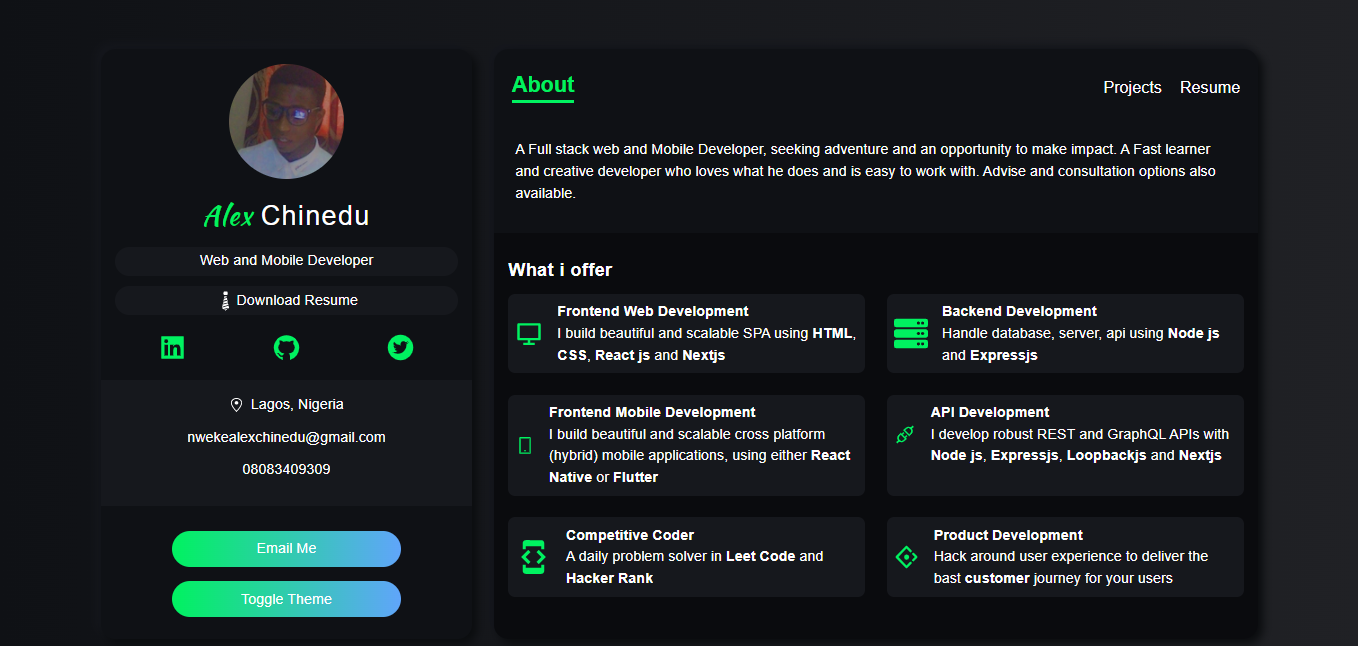 Alex Chinedu
Web and Mobile Developer
Download Resume
in
Lagos, Nigeria
nwekealexchinedu@gmail.com
08083409309
Email Me
Toggle Theme
About
Projects
Resume
A Full stack web and Mobile Developer, seeking adventure and an opportunity to make impact. A Fast learner
and creative developer who loves what he does and is easy to work with. Advise and consultation options also
available.
What i offer
Frontend Web Development
I build beautiful and scalable SPA using HTML,
CSS, React js and Nextjs
Backend Development
Handle database, server, api using Node js
and Expressjs
Frontend Mobile Development
I build beautiful and scalable cross platform
(hybrid) mobile applications, using either React
Native or Flutter
API Development
I develop robust REST and GraphQL APIs with
Node js, Expressjs, Loopbackjs and Nextjs
Competitive Coder
A daily problem solver in Leet Code and
Hacker Rank
Product Development
Hack around user experience to deliver the
bast customer journey for your users